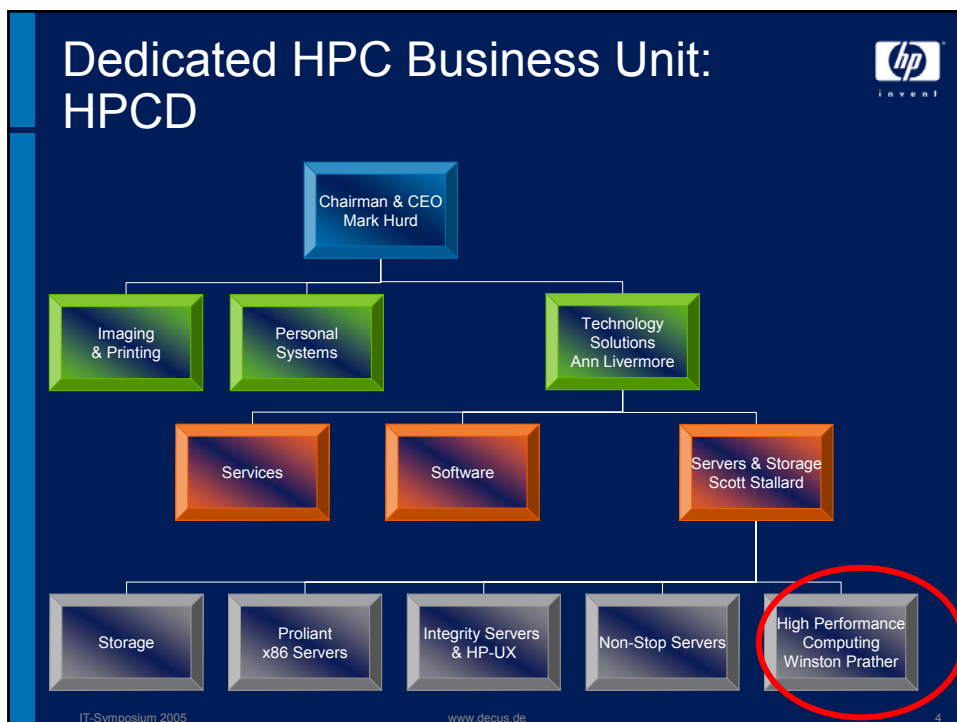 Dedicated HPC Business Unit:
HPCD
hp
invent
Chairman & CEO
Mark Hurd
Imaging
& Printing
Personal
Systems
Technology
Solutions
Ann Livermore
Services
Software
Servers & Storage
Scott Stallard
Storage
Proliant
x86 Servers
Integrity Servers
& HP-UX
Non-Stop Servers
High Performance
Computing
Winston Prather
IT-Symposium 2005
www.decus.de
4